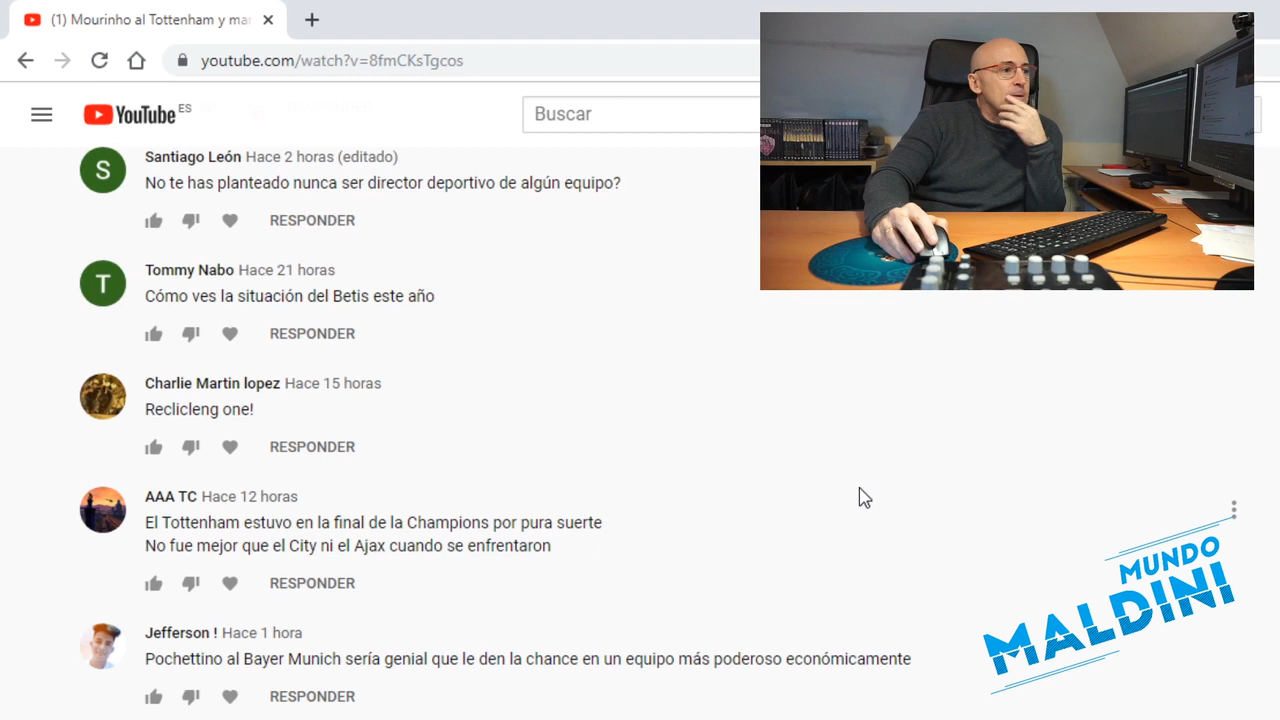 (1) Mourinho al Tottenham y mar
youtube.com/watch?v=8fmCKsTgcos
YouTube ES
Buscar
S
Santiago León Hace 2 horas (editado)
No te has planteado nunca ser director deportivo de algún equipo?
RESPONDER
T
Tommy Nabo Hace 21 horas
Cómo ves la situación del Betis este año
RESPONDER
Charlie Martin lopez Hace 15 horas
Reclicleng one!
RESPONDER
AAA TC Hace 12 horas
El Tottenham estuvo en la final de la Champions por pura suerte
No fue mejor que el City ni el Ajax cuando se enfrentaron
RESPONDER
Jefferson ! Hace 1 hora
Pochettino al Bayer Munich sería genial que le den la chance en un equipo más poderoso económicamente
RESPONDER
MUNDO
MALDINI